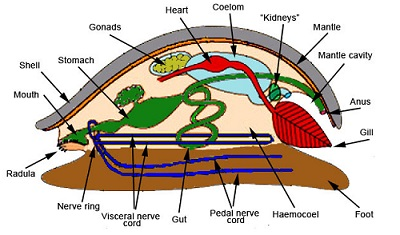 Heart
Coelom
Gonads
"Kidneys"
Mantle
Stomach
Mantle cavity
Shell
Mouth
Anus
Gill
Radula
Nerve ring
Visceral nerve
cord
Gut
Pedal nerve
cord
Haemocoel
Foot